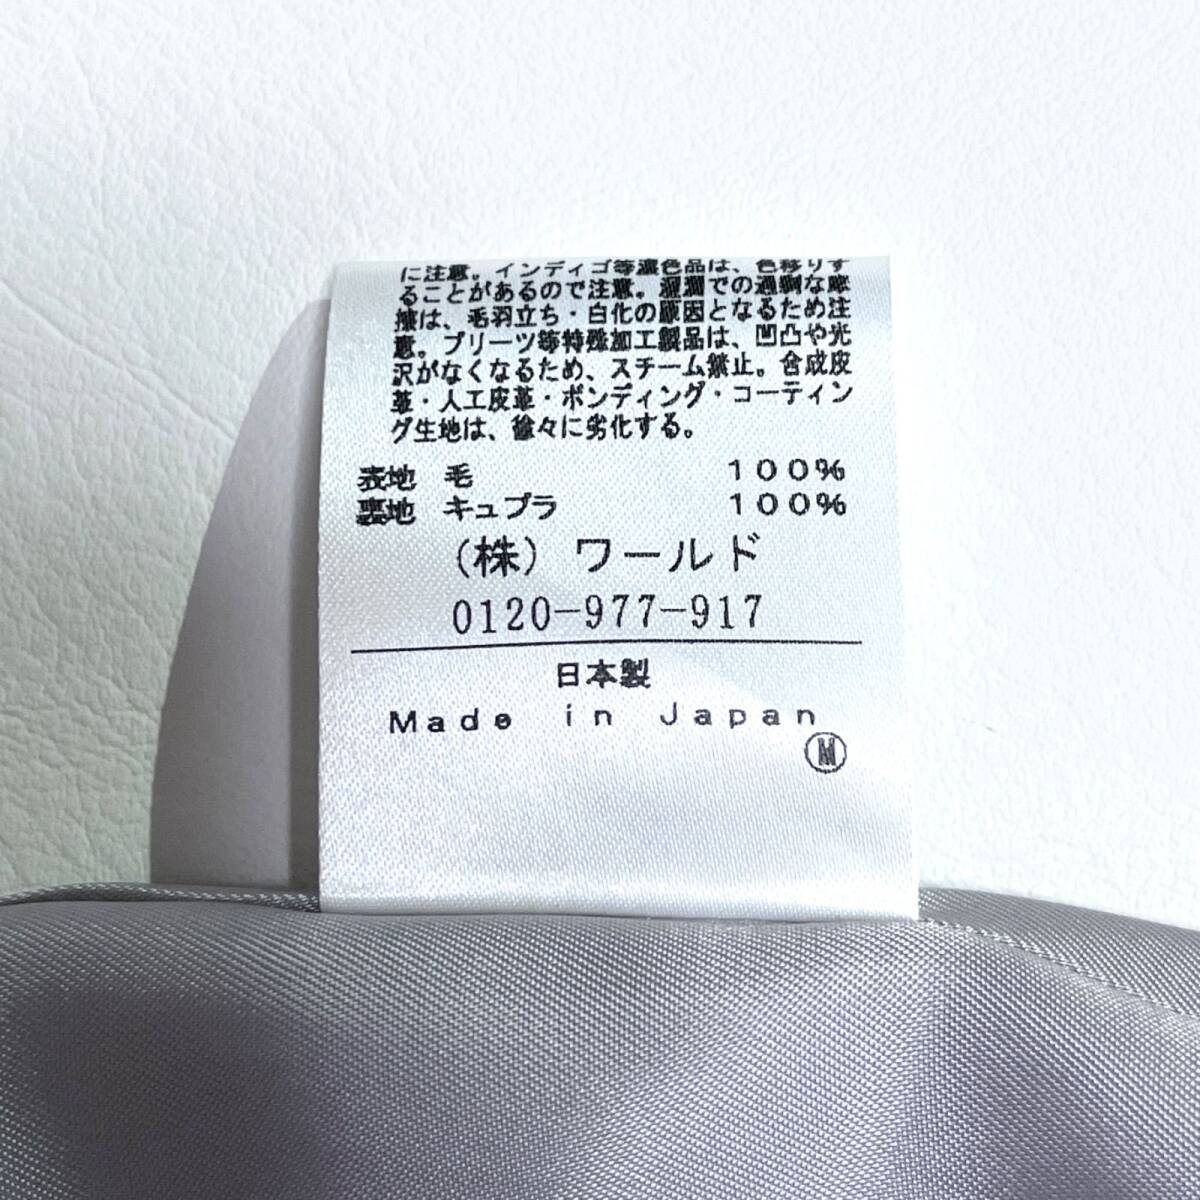 に注意。インディゴ等濃色品は、色移りす
ることがあるので注意。湿潤での過剰な摩
擦は、毛羽立ち・白化の原因となるため注
意。プリーツ等特殊加工製品は、凹凸や光
沢がなくなるため、スチーム禁止。合成皮
革・人工皮革・ボンディング・コーティン
グ生地は、徐々に劣化する。
表地 毛 100%
裏地 キュプラ 100%
(株) ワールド
0120-977-917
日本製
Made in Japan
Ⓜ